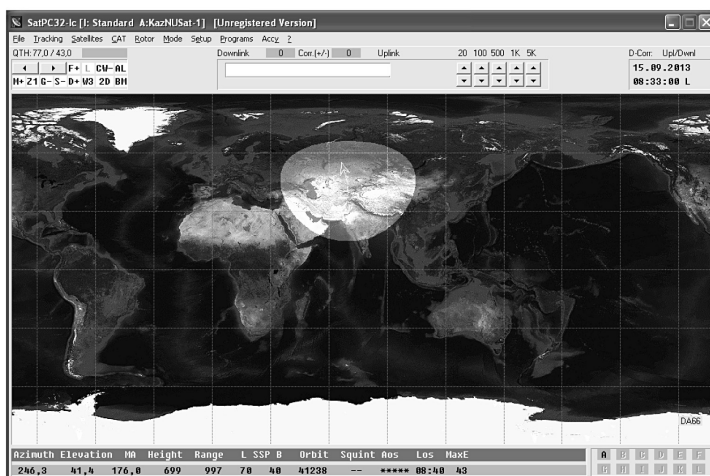 SatPC32-Ic [I: Standard A:KazNUSat-1] [Unregistered Version]
File Tracking Satellites CAT Rotor Mode Setup Programs Accy ?
QTH: 77,0 / 43,0 Downlink 0 Corr.(+/-) 0 Uplink 20 100 500 1K 5K D-Corr. Upl/Dwnl
F+ L CW- AL
15.09.2013
M+ Z1 G- S- D+ W3 2D BM
08:33:00 L
DA66
Azimuth Elevation MA Height Range L SSP B Orbit Squint Aos Los MaxE
246,3 41,4 176,0 699 997 70 40 41238 -- ***** 08:40 43
A B C D E F
G H I J K L